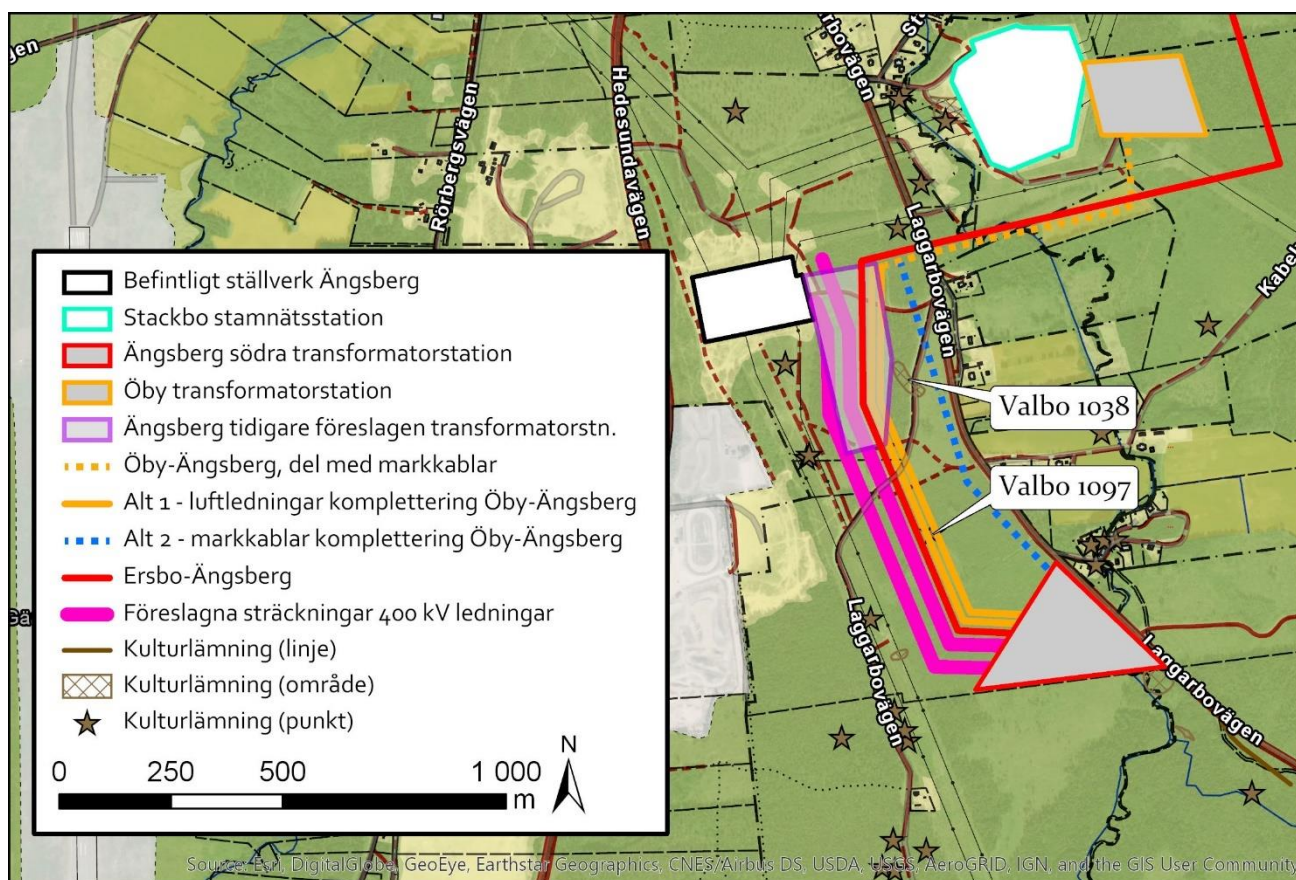 gen
Rörbergsvägen
Hedesundavägen
Laggarbovägen
Laggarbovägen
Valbo 1038
Valbo 1097
Laggarbovägen
Laggarbovägen
Befintligt ställverk Ängsberg
Stackbo stamnätsstation
Ängsberg södra transformatorstation
Öby transformatorstation
Ängsberg tidigare föreslagen transformatorstn.
Öby-Ängsberg, del med markkablar
Alt 1 - luftledningar komplettering Öby-Ängsberg
Alt 2 - markkablar komplettering Öby-Ängsberg
Ersbo-Ängsberg
Föreslagna sträckningar 400 kV ledningar
Kulturlämning (linje)
Kulturlämning (område)
Kulturlämning (punkt)
N
0 250 500 1 000
m
Source: Esri, DigitalGlobe, GeoEye, Earthstar Geographics, CNES/Airbus DS, USDA, USGS, AeroGRID, IGN, and the GIS User Community